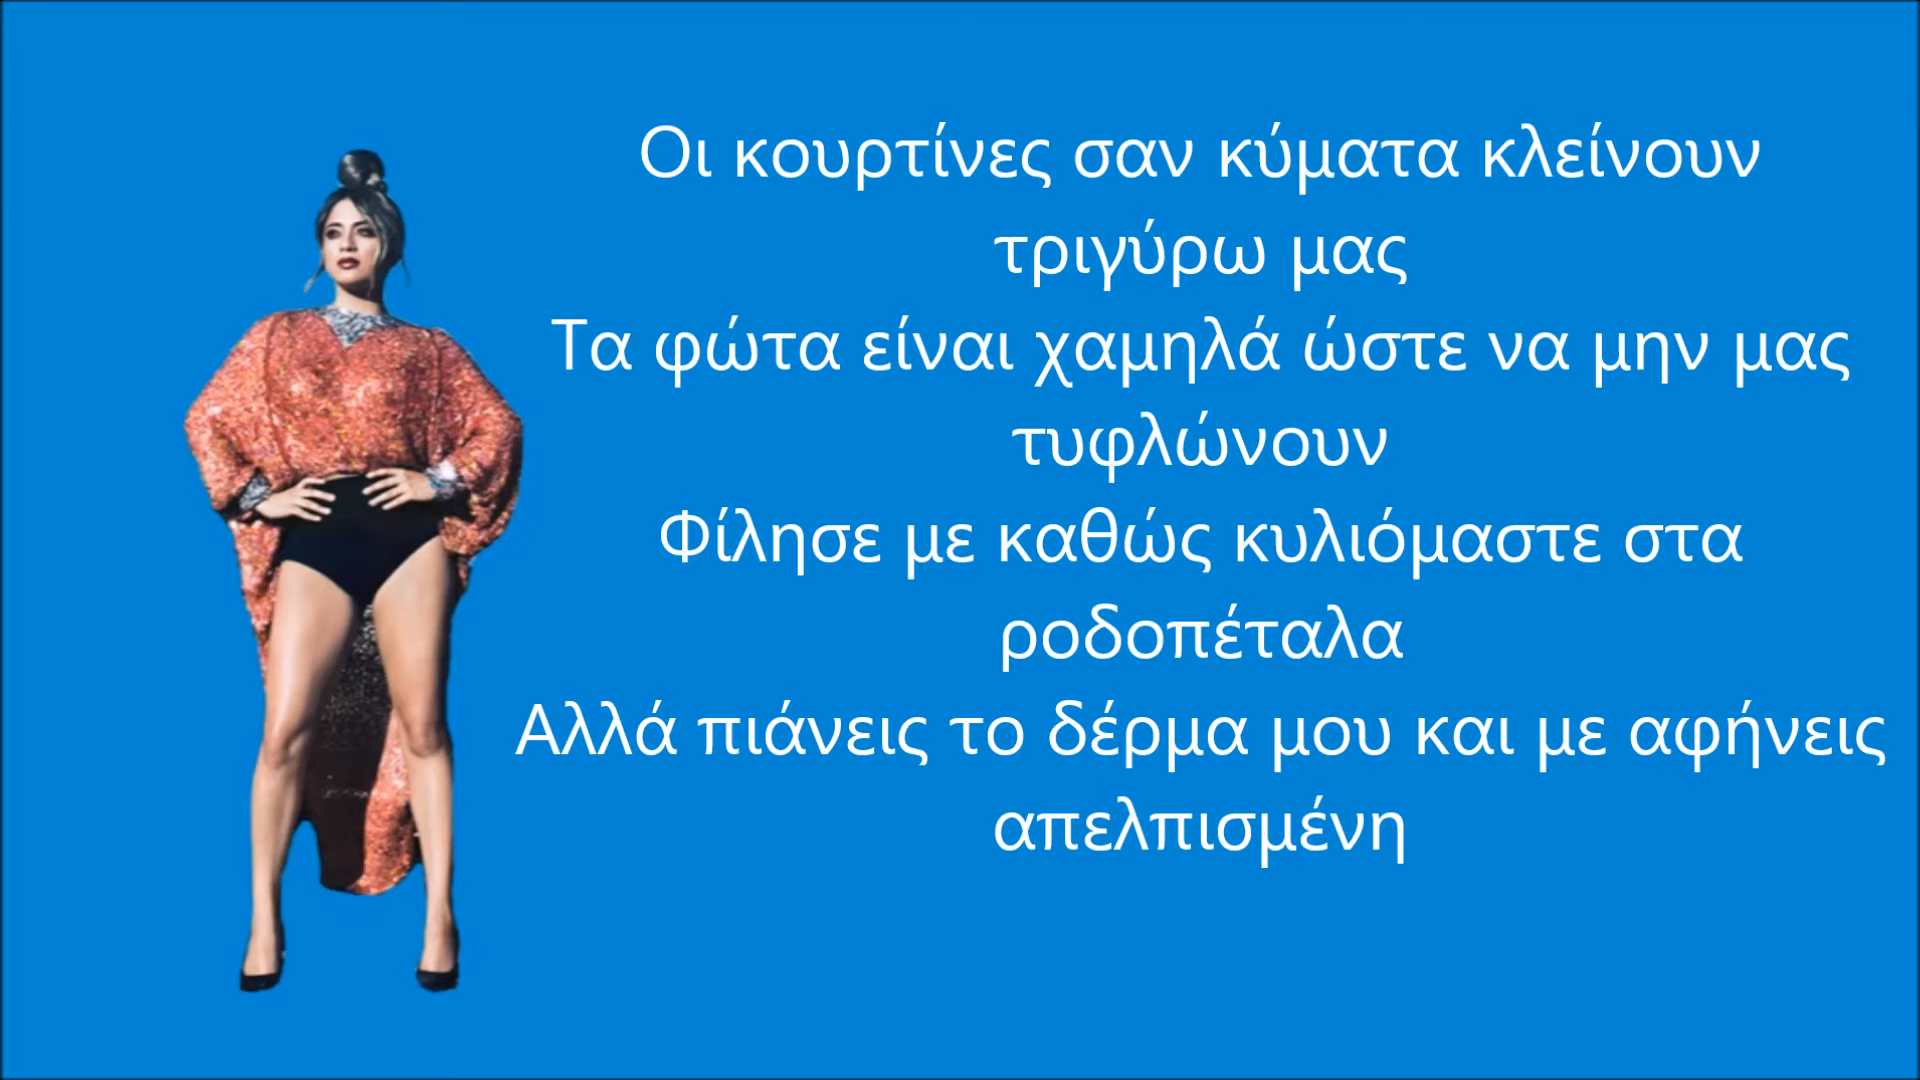 Οι κουρτίνες σαν κύματα κλείνουν
τριγύρω μας
Τα φώτα είναι χαμηλά ώστε να μην μας
τυφλώνουν
Φίλησε με καθώς κυλιόμαστε στα
ροδοπέταλα
Αλλά πιάνεις το δέρμα μου και με αφήνεις
απελπισμένη